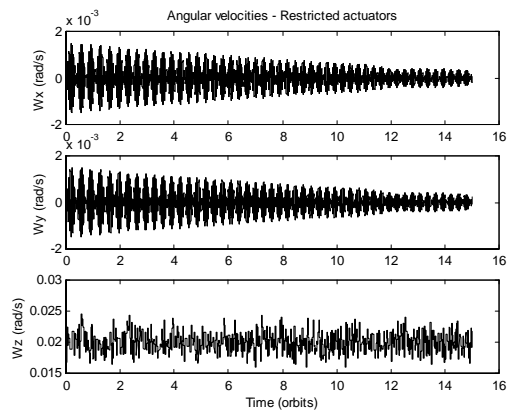 Angular velocities - Restricted actuators
2 x 10⁻³
0
-2
Wx (rad/s)
0 2 4 6 8 10 12 14 16
2 x 10⁻³
0
-2
Wy (rad/s)
0 2 4 6 8 10 12 14 16
0.03
0.025
0.02
0.015
Wz (rad/s)
0 2 4 6 8 10 12 14 16
Time (orbits)